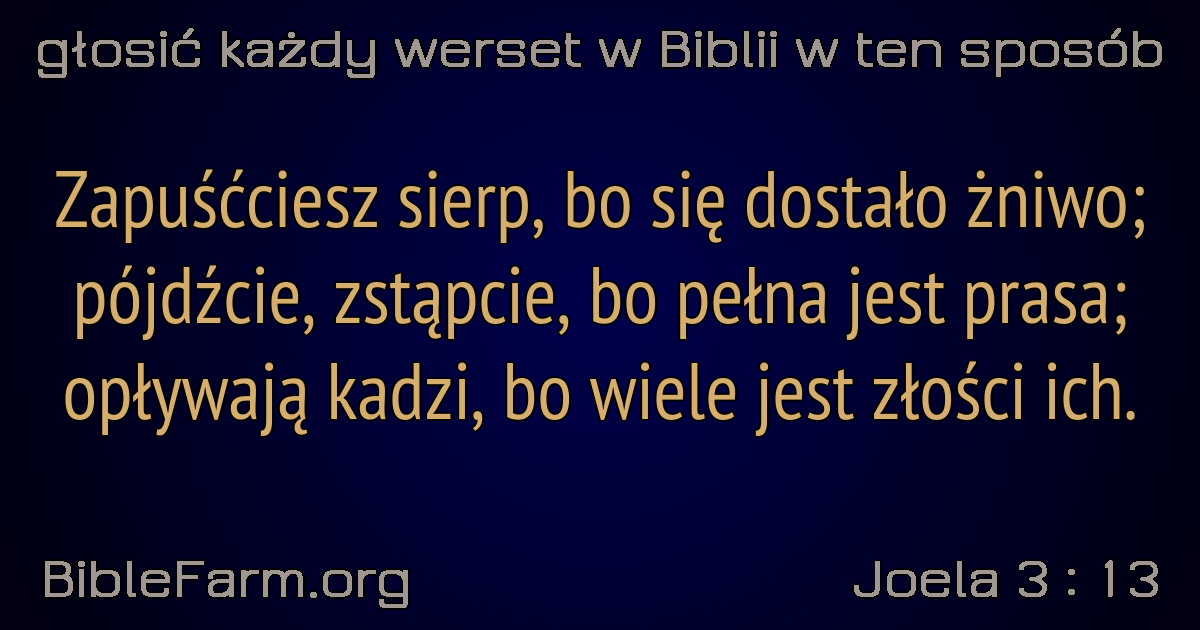 głosić każdy werset w Biblii w ten sposób
Zapuśćciesz sierp, bo się dostało żniwo;
pójdźcie, zstąpcie, bo pełna jest prasa;
opływają kadzi, bo wiele jest złości ich.
BibleFarm.org
Joela 3 : 13